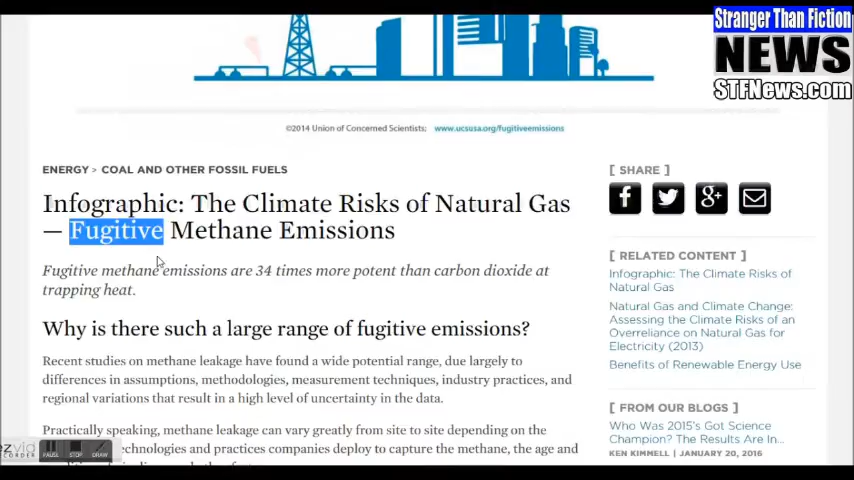 Stranger Than Fiction
NEWS
STFNews.com
©2014 Union of Concerned Scientists; www.ucsusa.org/fugitiveemissions
ENERGY > COAL AND OTHER FOSSIL FUELS
Infographic: The Climate Risks of Natural Gas
— Fugitive Methane Emissions
Fugitive methane emissions are 34 times more potent than carbon dioxide at
trapping heat.
Why is there such a large range of fugitive emissions?
Recent studies on methane leakage have found a wide potential range, due largely to
differences in assumptions, methodologies, measurement techniques, industry practices, and
regional variations that result in a high level of uncertainty in the data.
Practically speaking, methane leakage can vary greatly from site to site depending on the
technologies and practices companies deploy to capture the methane, the age and
[ SHARE ]
[ RELATED CONTENT ]
Infographic: The Climate Risks of
Natural Gas
Natural Gas and Climate Change:
Assessing the Climate Risks of an
Overreliance on Natural Gas for
Electricity (2013)
Benefits of Renewable Energy Use
[ FROM OUR BLOGS ]
Who Was 2015's Got Science
Champion? The Results Are In...
KEN KIMMELL | JANUARY 20, 2016
PAUSE STOP DRAW